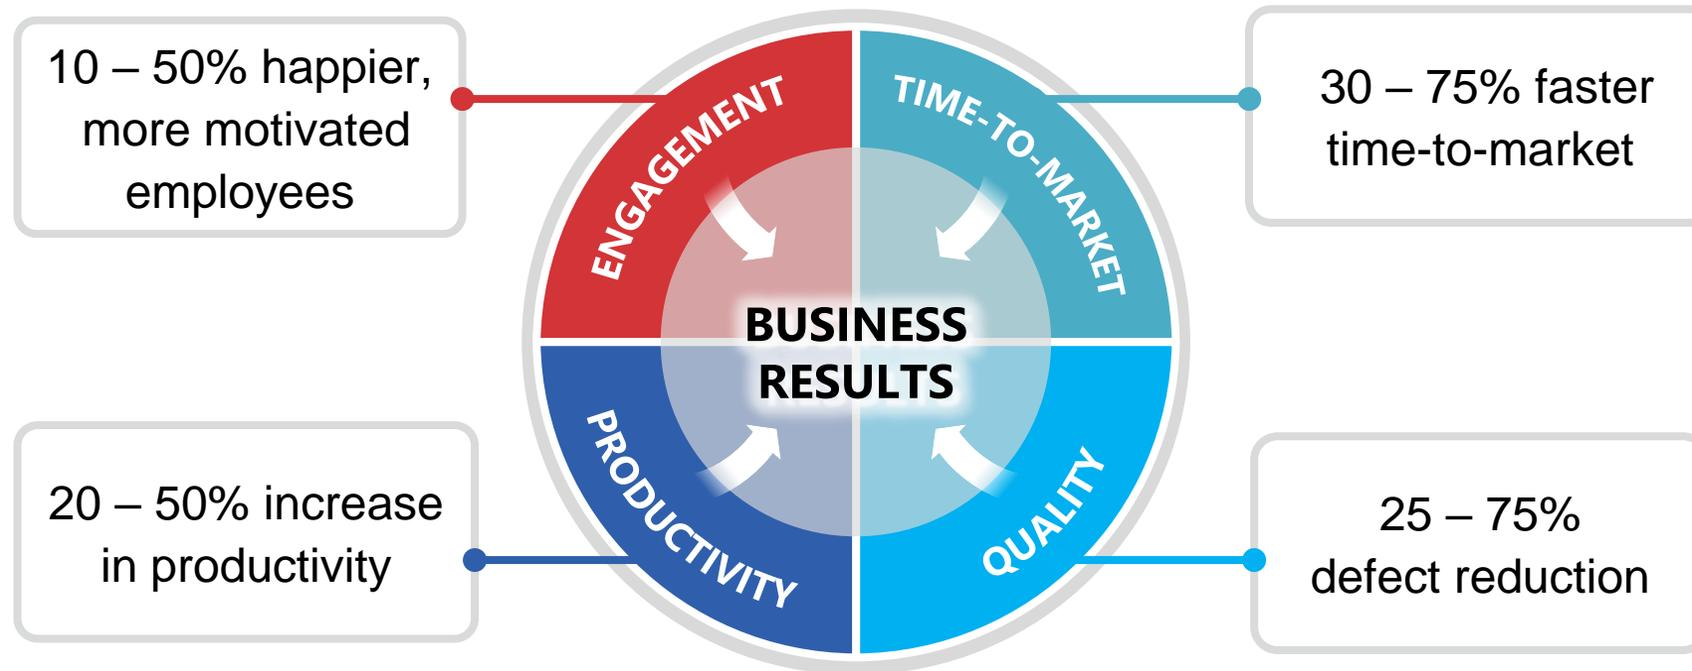 10 – 50% happier,
more motivated
employees
ENGAGEMENT
TIME-TO-MARKET
30 – 75% faster
time-to-market
BUSINESS
RESULTS
20 – 50% increase
in productivity
PRODUCTIVITY
QUALITY
25 – 75%
defect reduction